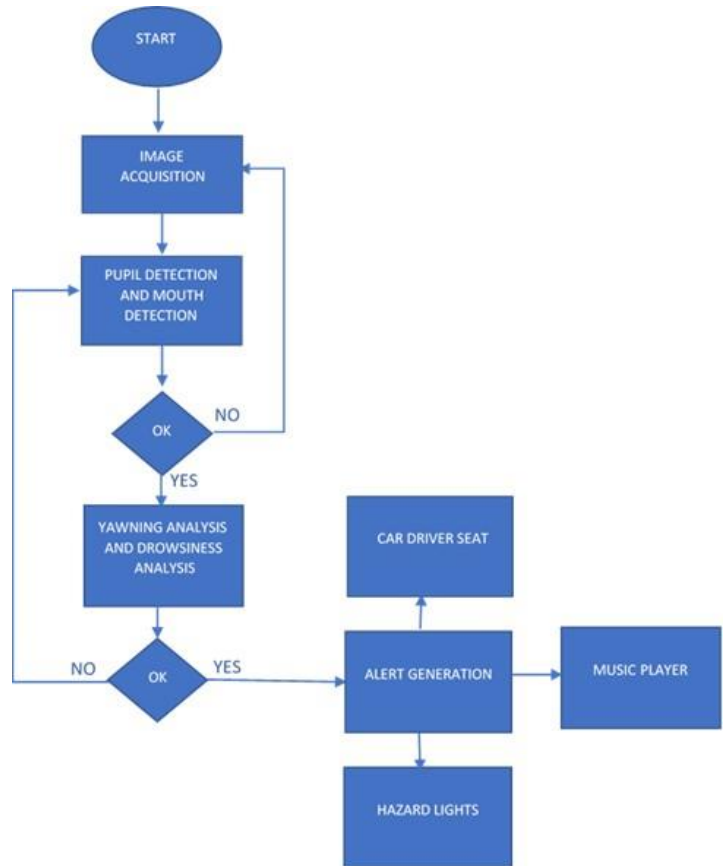 START
IMAGE
ACQUISITION
PUPIL DETECTION
AND MOUTH
DETECTION
OK
NO
YES
YAWNING ANALYSIS
AND DROWSINESS
ANALYSIS
OK
NO
YES
CAR DRIVER SEAT
ALERT GENERATION
MUSIC PLAYER
HAZARD LIGHTS